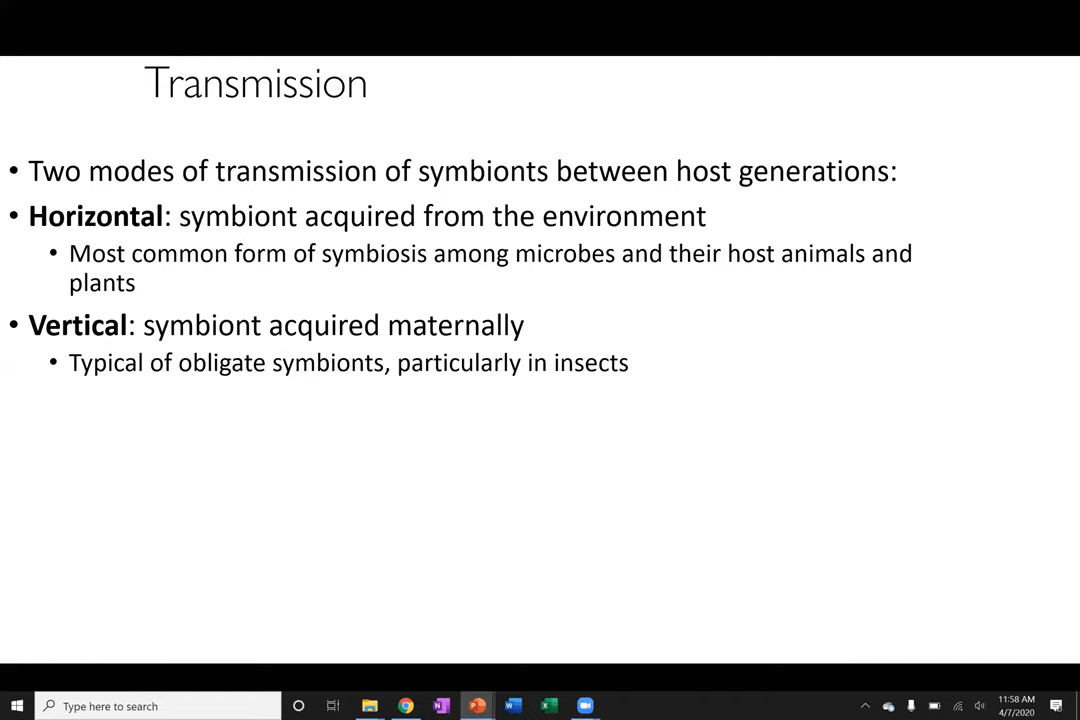 Transmission
• Two modes of transmission of symbionts between host generations:
• Horizontal: symbiont acquired from the environment
• Most common form of symbiosis among microbes and their host animals and
plants
• Vertical: symbiont acquired maternally
• Typical of obligate symbionts, particularly in insects
Type here to search
11:58 AM
4/7/2020